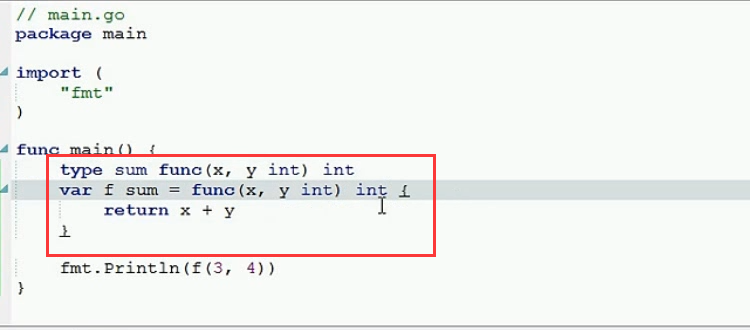 // main.go
package main
import (
"fmt"
)
func main() {
type sum func(x, y int) int
var f sum = func(x, y int) int {
return x + y
}
fmt.Println(f(3, 4))
}